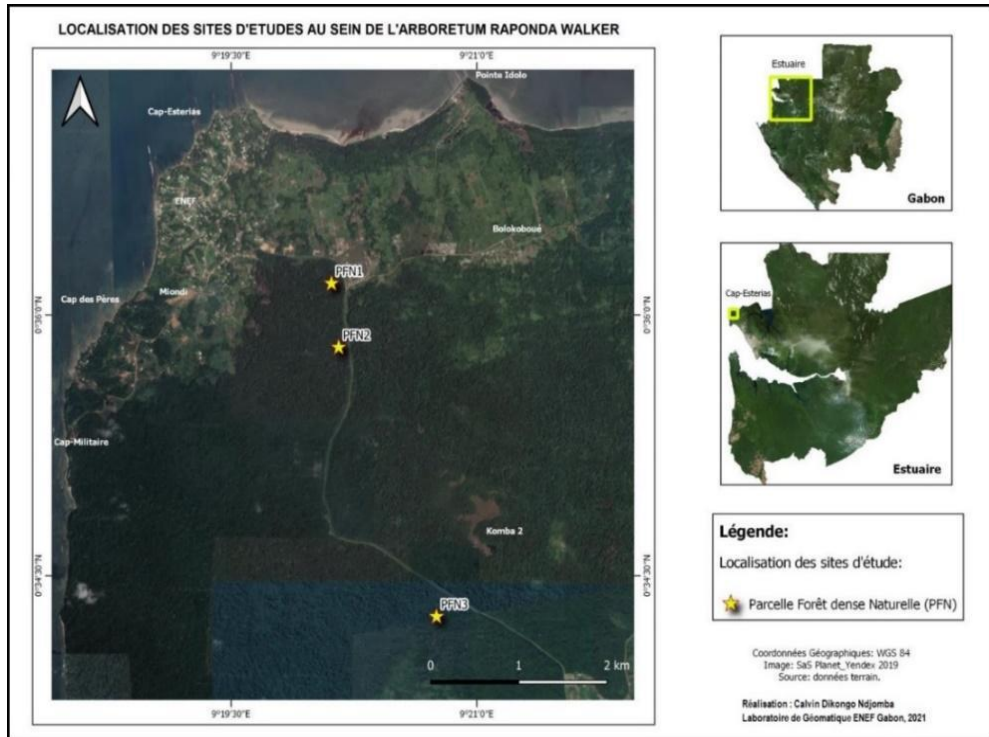 LOCALISATION DES SITES D'ETUDES AU SEIN DE L'ARBORETUM RAPONDA WALKER
9°19'30"E
9°21'0"E
Pointe Idolo
Cap-Esterias
ENEF
Bolokoboue
PFN1
Miondi
Cap des Pères
0°36'0"N
0°36'0"N
PFN2
Cap-Militaire
Komba 2
0°34'30"N
0°34'30"N
PFN3
0 1 2 km
9°19'30"E
9°21'0"E
Estuaire
Gabon
Cap-Esterias
Estuaire
Légende:
Localisation des sites d'étude:
Parcelle Forêt dense Naturelle (PFN)
Coordonnées Géographiques: WGS 84
Image: SaS Planet_Yendex 2019
Source: données terrain.
Réalisation : Calvin Dikongo Ndjomba
Laboratoire de Géomatique ENEF Gabon, 2021